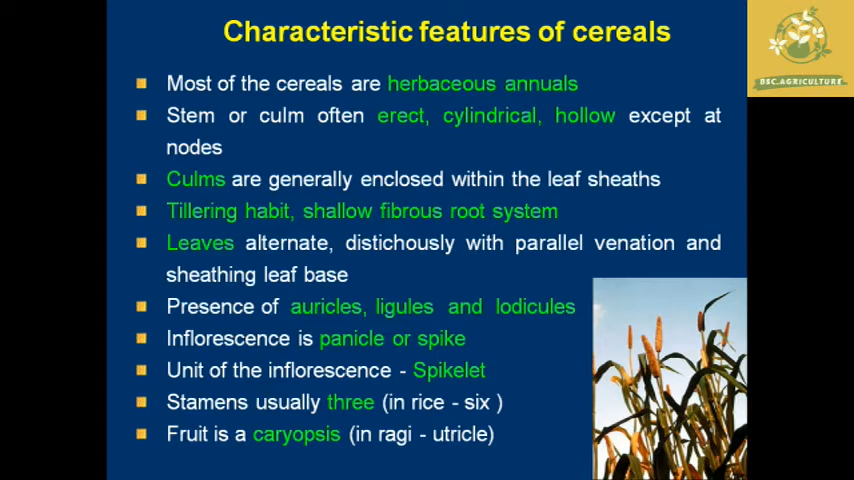 Characteristic features of cereals
BSC.AGRICULTURE
Most of the cereals are herbaceous annuals
Stem or culm often erect, cylindrical, hollow except at
nodes
Culms are generally enclosed within the leaf sheaths
Tillering habit, shallow fibrous root system
Leaves alternate, distichously with parallel venation and
sheathing leaf base
Presence of auricles, ligules and lodicules
Inflorescence is panicle or spike
Unit of the inflorescence - Spikelet
Stamens usually three (in rice - six )
Fruit is a caryopsis (in ragi - utricle)